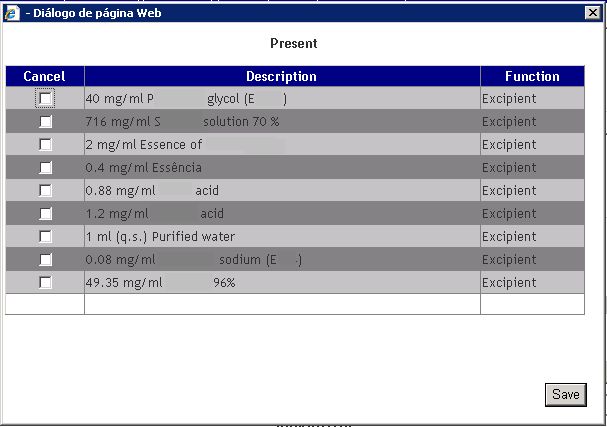 - Diálogo de página Web
Present
Cancel Description Function
40 mg/ml P glycol (E ) Excipient
716 mg/ml S solution 70 % Excipient
2 mg/ml Essence of Excipient
0.4 mg/ml Essência Excipient
0.88 mg/ml acid Excipient
1.2 mg/ml acid Excipient
1 ml (q.s.) Purified water Excipient
0.08 mg/ml sodium (E ) Excipient
49.35 mg/ml 96% Excipient
Save